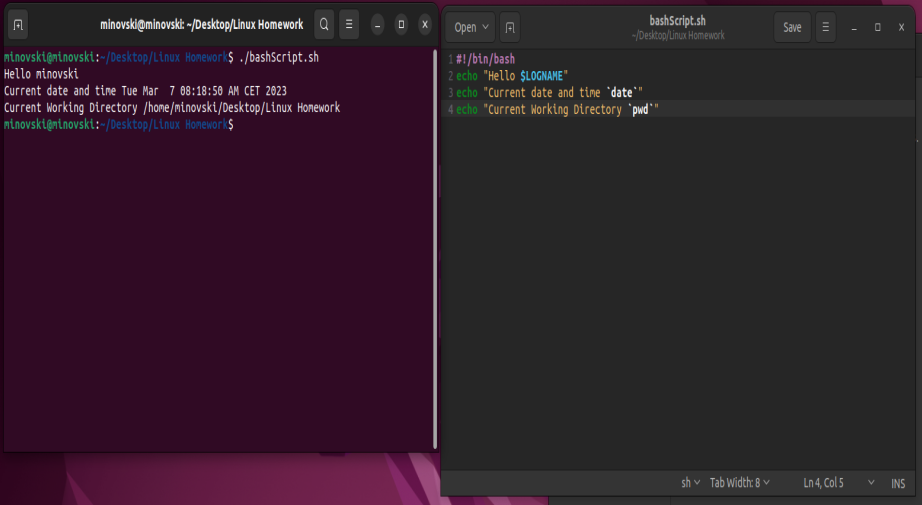 minovski@minovski: ~/Desktop/Linux Homework
minovski@minovski:~/Desktop/Linux Homework$ ./bashScript.sh
Hello minovski
Current date and time Tue Mar  7 08:18:50 AM CET 2023
Current Working Directory /home/minovski/Desktop/Linux Homework
minovski@minovski:~/Desktop/Linux Homework$
Open
bashScript.sh
~/Desktop/Linux Homework
Save
1 #!/bin/bash
2 echo "Hello $LOGNAME"
3 echo "Current date and time `date`"
4 echo "Current Working Directory `pwd`"
sh Tab Width: 8 Ln 4, Col 5 INS